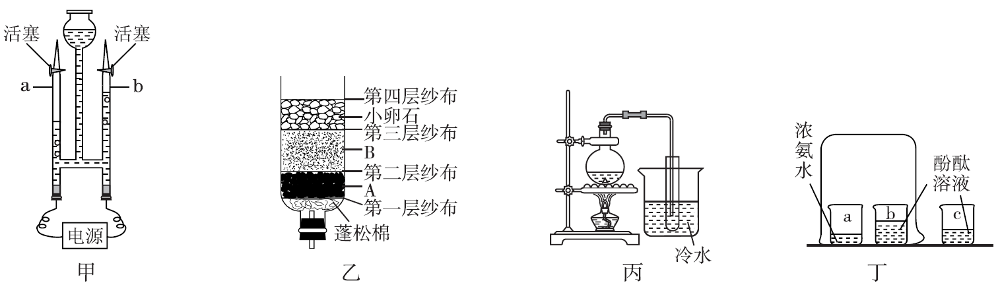 活塞
活塞
a
b
电源
甲
第四层纱布
小卵石
第三层纱布
B
第二层纱布
A
第一层纱布
蓬松棉
乙
冷水
丙
浓氨水
酚酞
溶液
a
b
c
丁